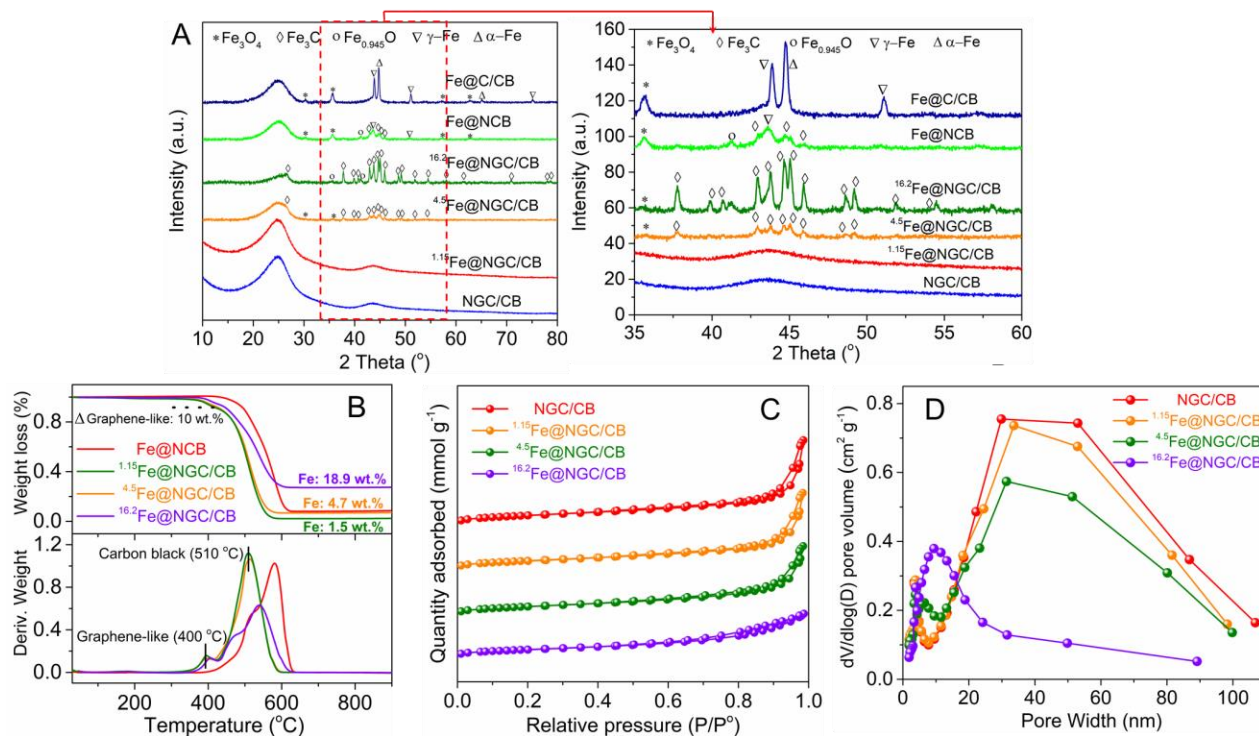 A
*Fe₃O₄ ◊Fe₃C οFe₀.₉₄₅O ▽γ–Fe Δα–Fe
Fe@C/CB
Fe@NCB
¹⁶·²Fe@NGC/CB
⁴·⁵Fe@NGC/CB
¹·¹⁵Fe@NGC/CB
NGC/CB
Intensity (a.u.)
10 20 30 40 50 60 70 80
2 Theta (°)
* Fe₃O₄ ◊ Fe₃C ο Fe₀.₉₄₅O ▽ γ–Fe Δ α–Fe
Fe@C/CB
Fe@NCB
¹⁶·²Fe@NGC/CB
⁴·⁵Fe@NGC/CB
¹·¹⁵Fe@NGC/CB
NGC/CB
Intensity (a.u.)
160
140
120
100
80
60
40
20
0
35 40 45 50 55 60
2 Theta (°)
B
Δ Graphene-like: 10 wt.%
Fe@NCB
¹·¹⁵Fe@NGC/CB
⁴·⁵Fe@NGC/CB
¹⁶·²Fe@NGC/CB
Fe: 18.9 wt.%
Fe: 4.7 wt.%
Fe: 1.5 wt.%
Weight loss (%)
0.8
0.4
0.0
Carbon black (510 °C)
Graphene-like (400 °C)
Deriv. Weight
1.2
0.8
0.4
0.0
200 400 600 800
Temperature (°C)
C
NGC/CB
¹·¹⁵Fe@NGC/CB
⁴·⁵Fe@NGC/CB
¹⁶·²Fe@NGC/CB
Quantity adsorbed (mmol g⁻¹)
0.0 0.2 0.4 0.6 0.8 1.0
Relative pressure (P/P°)
D
NGC/CB
¹·¹⁵Fe@NGC/CB
⁴·⁵Fe@NGC/CB
¹⁶·²Fe@NGC/CB
dV/dlog(D) pore volume (cm² g⁻¹)
0.8
0.6
0.4
0.2
0.0
0 20 40 60 80 100
Pore Width (nm)